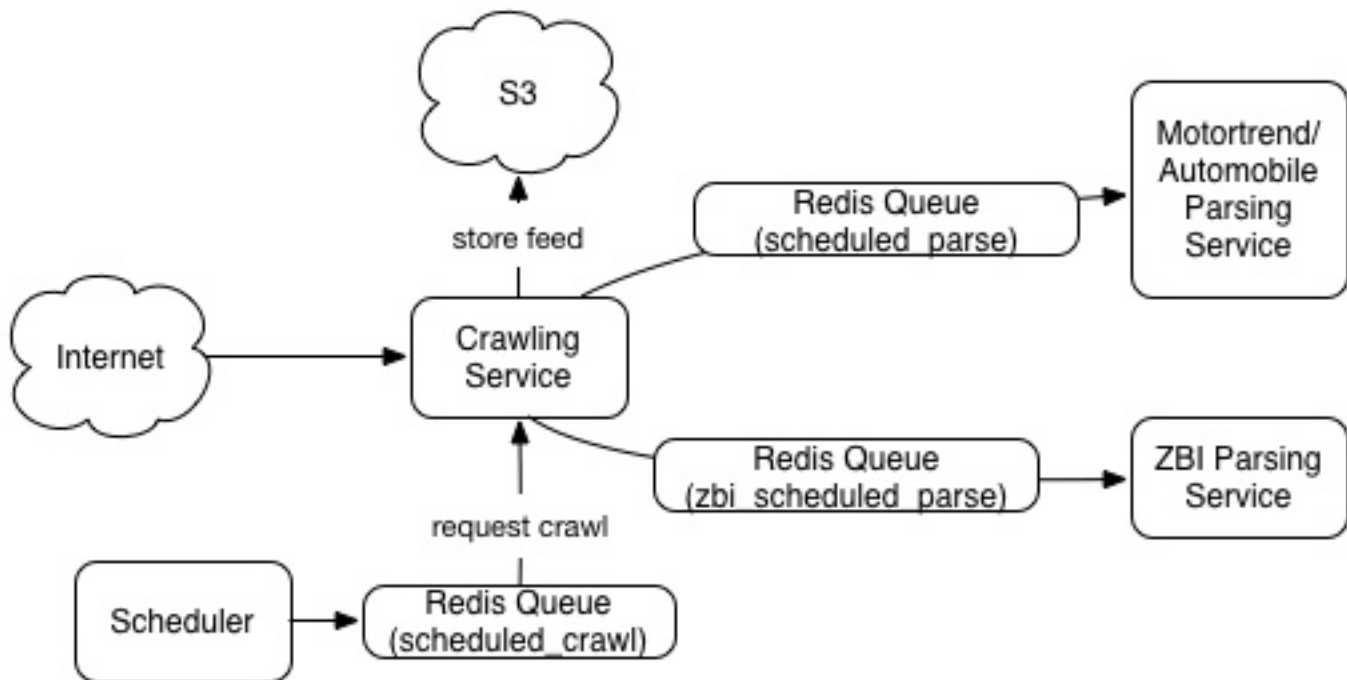 S3
Motortrend/
Automobile
Parsing
Service
Redis Queue
(scheduled_parse)
store feed
Internet
Crawling
Service
Redis Queue
(zbi_scheduled_parse)
ZBI Parsing
Service
request crawl
Scheduler
Redis Queue
(scheduled_crawl)